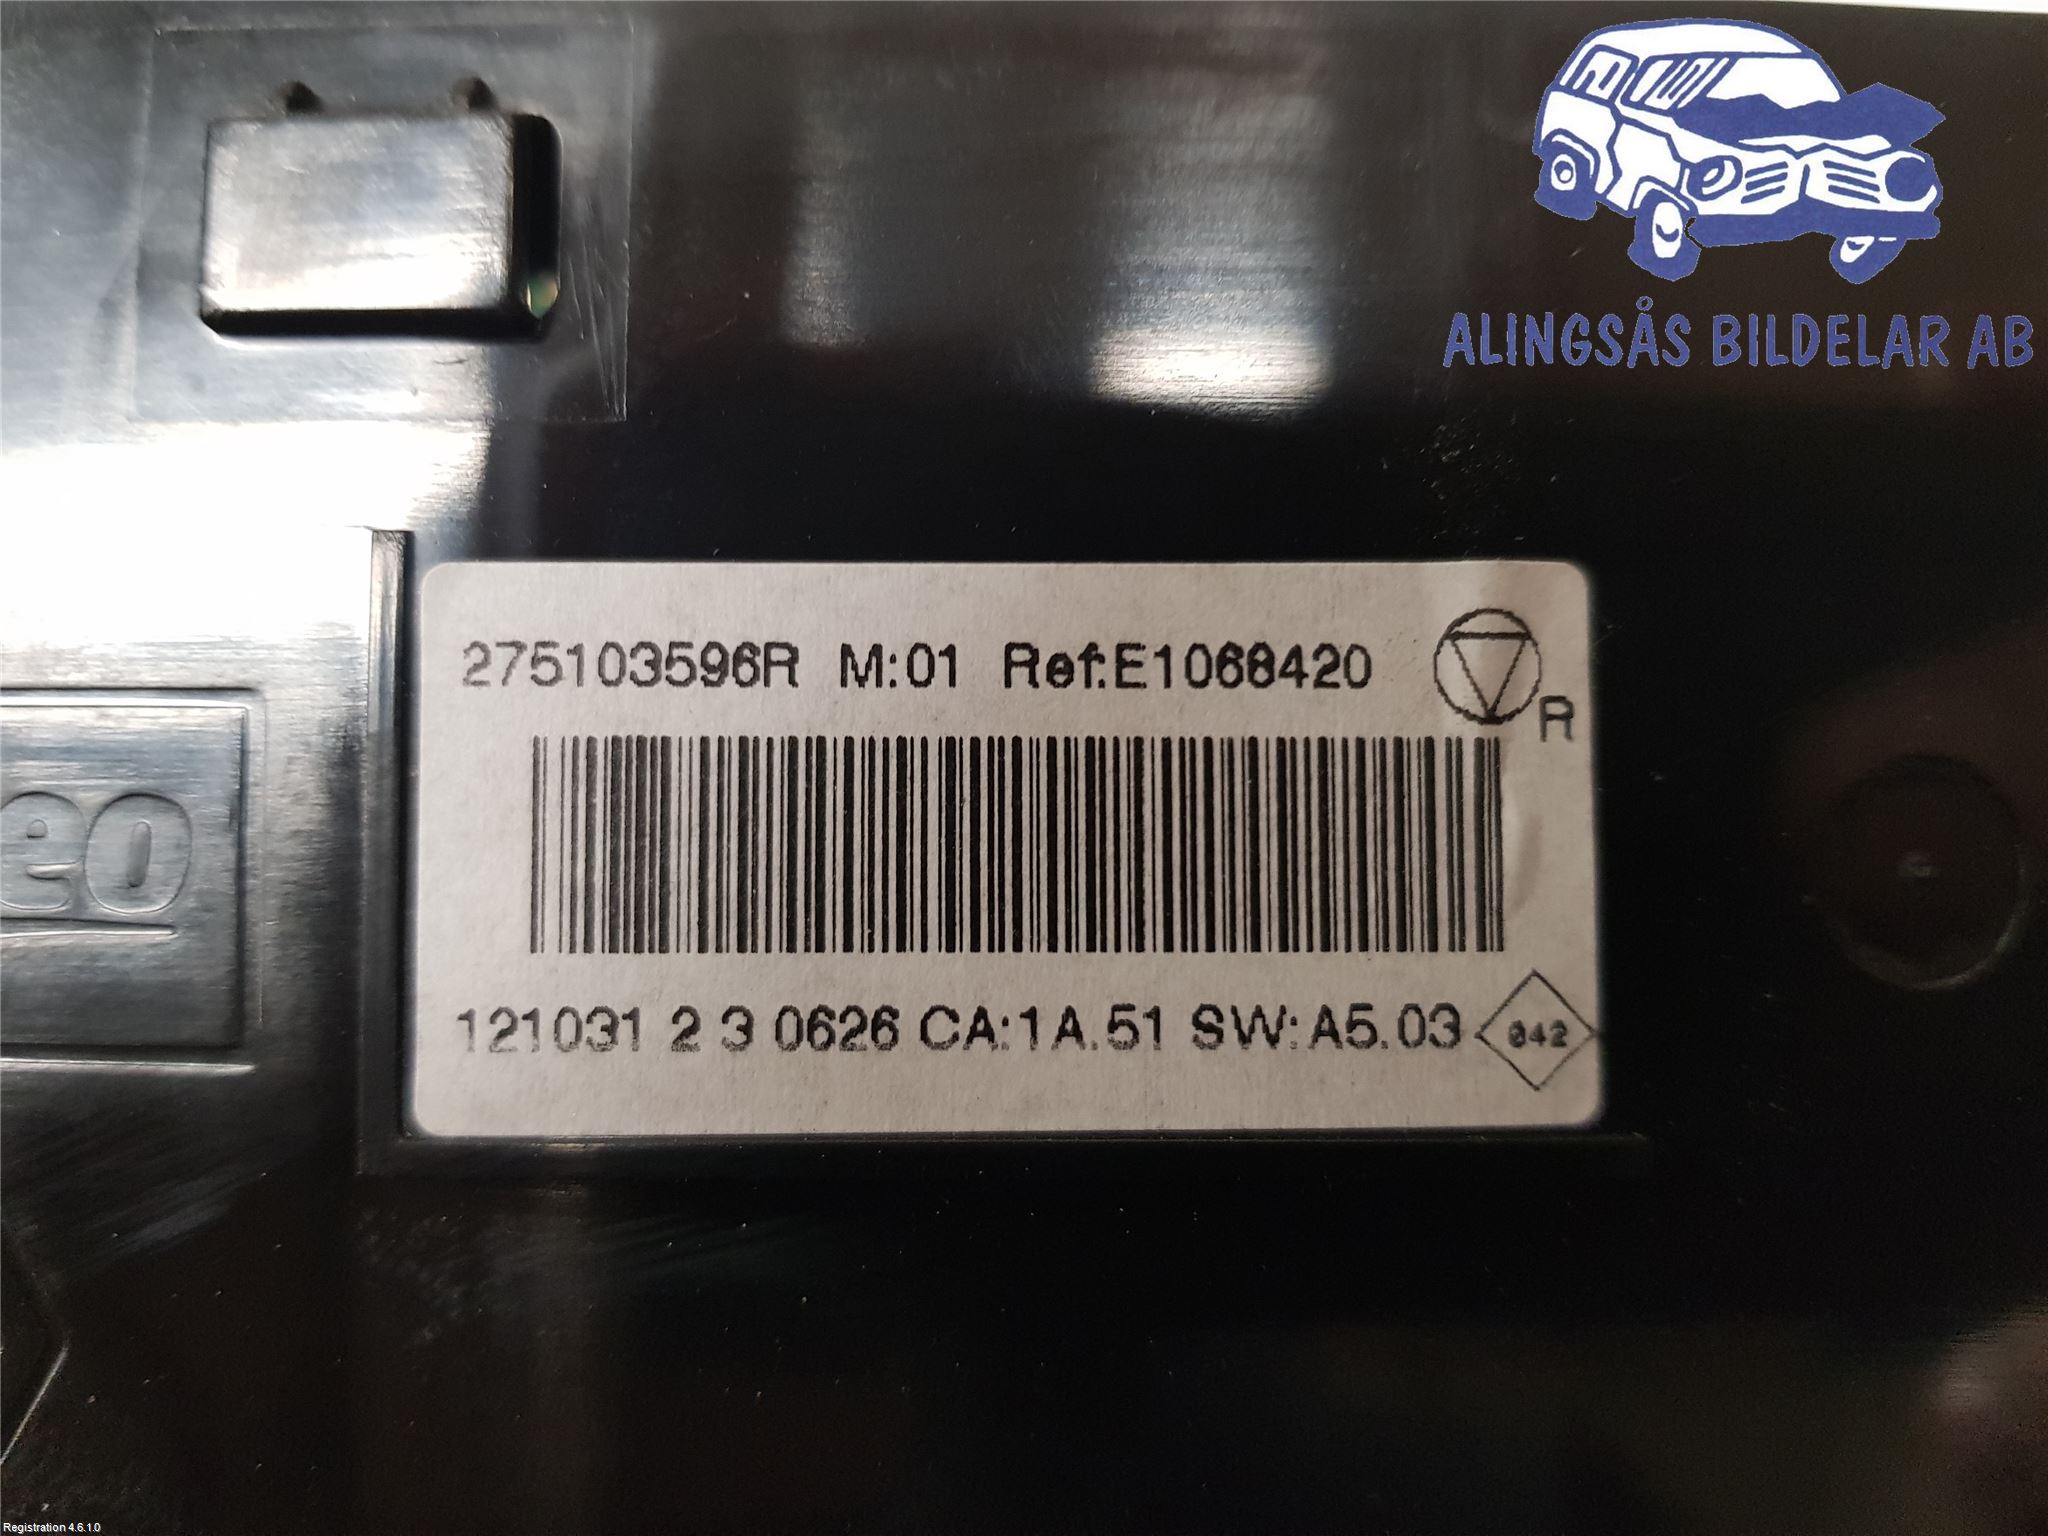 ALINGSÅS BILDELAR AB
275103596R M:01 Ref:E1068420
R
eo
121031 2 3 0626 CA:1A.51 SW:A5.03
042
Registration 4.6.1.0